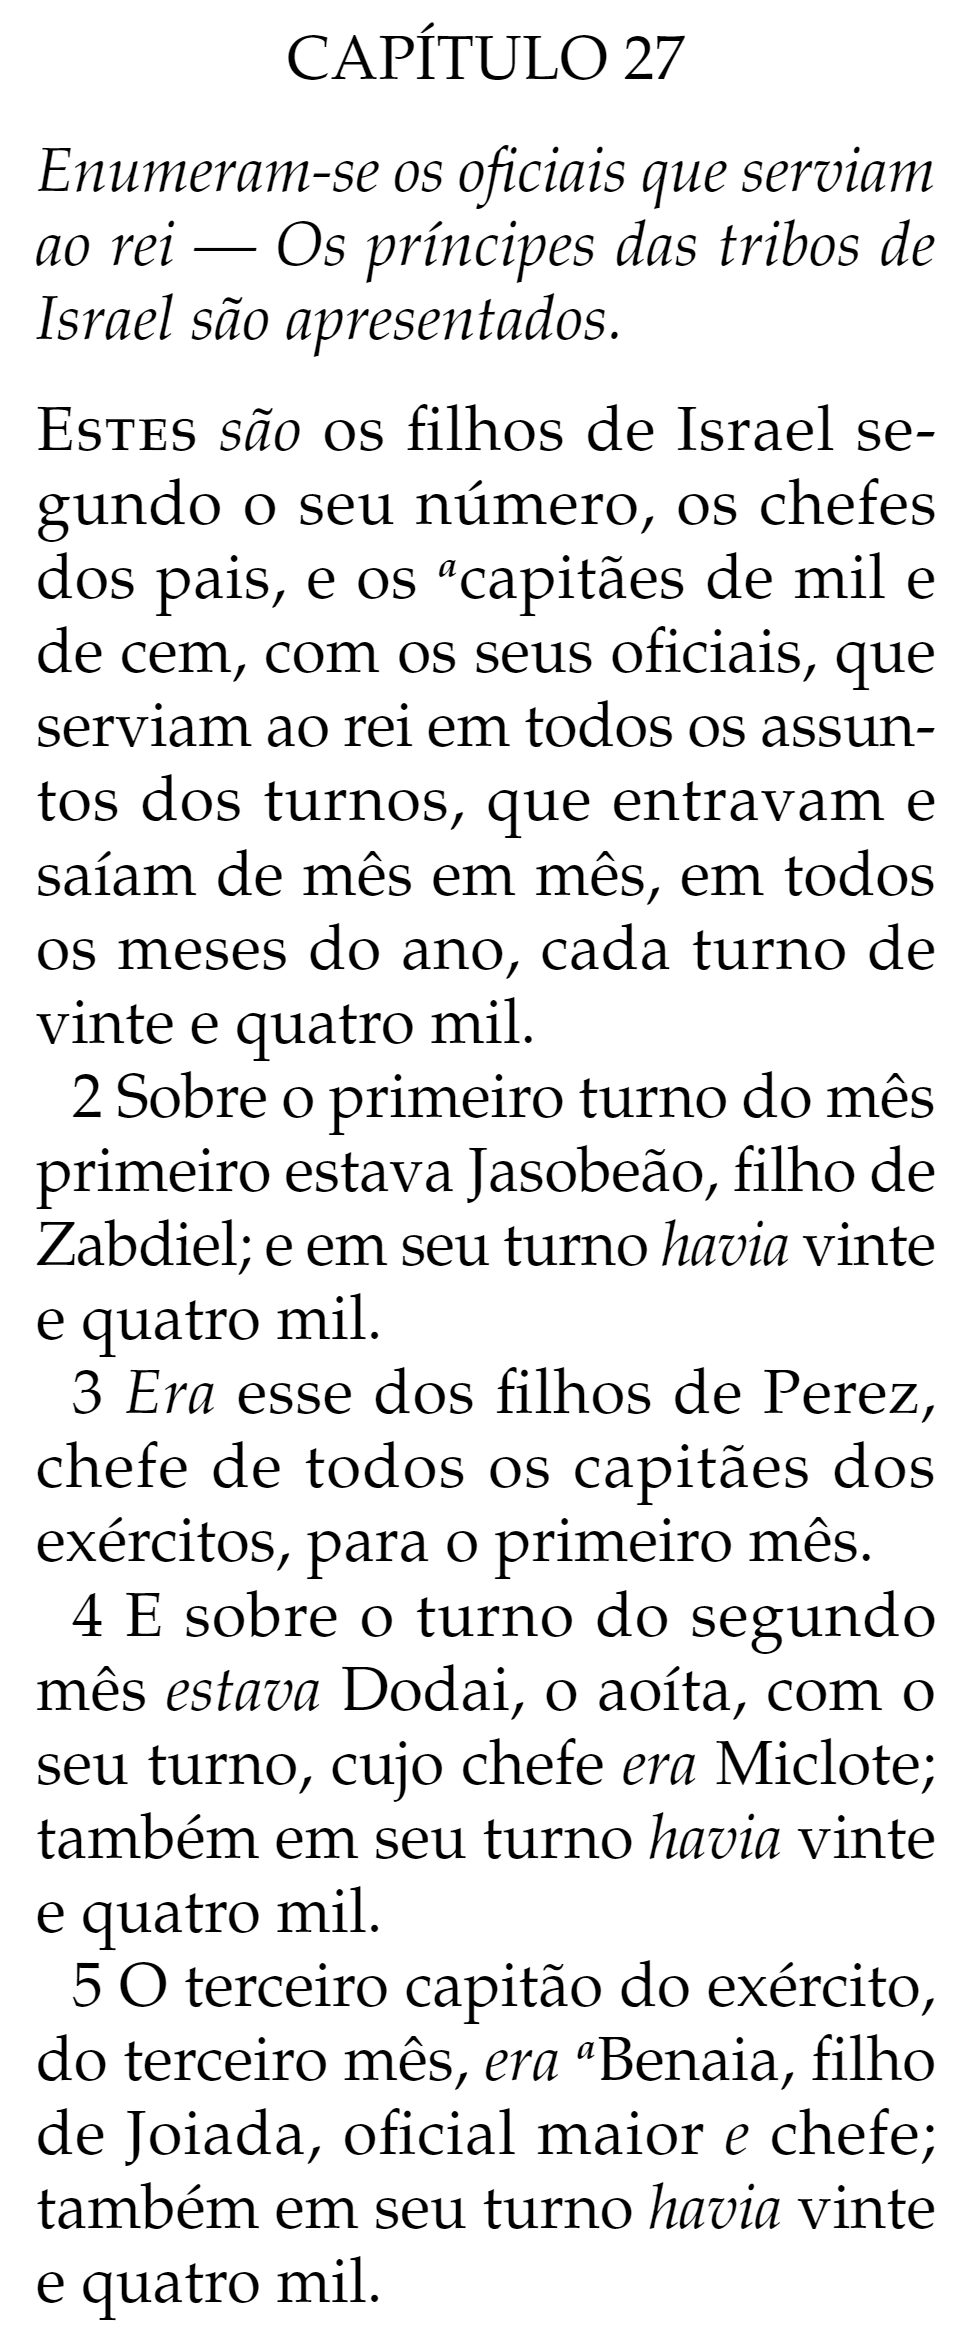 CAPÍTULO 27
Enumeram-se os oficiais que serviam
ao rei — Os príncipes das tribos de
Israel são apresentados.
Estes são os filhos de Israel se-
gundo o seu número, os chefes
dos pais, e os ªcapitães de mil e
de cem, com os seus oficiais, que
serviam ao rei em todos os assun-
tos dos turnos, que entravam e
saíam de mês em mês, em todos
os meses do ano, cada turno de
vinte e quatro mil.
2 Sobre o primeiro turno do mês
primeiro estava Jasobeão, filho de
Zabdiel; e em seu turno havia vinte
e quatro mil.
3 Era esse dos filhos de Perez,
chefe de todos os capitães dos
exércitos, para o primeiro mês.
4 E sobre o turno do segundo
mês estava Dodai, o aoíta, com o
seu turno, cujo chefe era Miclote;
também em seu turno havia vinte
e quatro mil.
5 O terceiro capitão do exército,
do terceiro mês, era ªBenaia, filho
de Joiada, oficial maior e chefe;
também em seu turno havia vinte
e quatro mil.